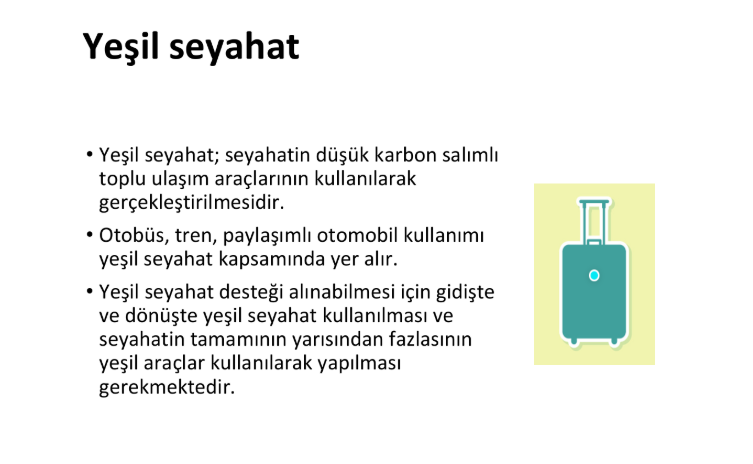 Yeşil seyahat
• Yeşil seyahat; seyahatin düşük karbon salımlı
toplu ulaşım araçlarının kullanılarak
gerçekleştirilmesidir.
• Otobüs, tren, paylaşımlı otomobil kullanımı
yeşil seyahat kapsamında yer alır.
• Yeşil seyahat desteği alınabilmesi için gidişte
ve dönüşte yeşil seyahat kullanılması ve
seyahatin tamamının yarısından fazlasının
yeşil araçlar kullanılarak yapılması
gerekmektedir.